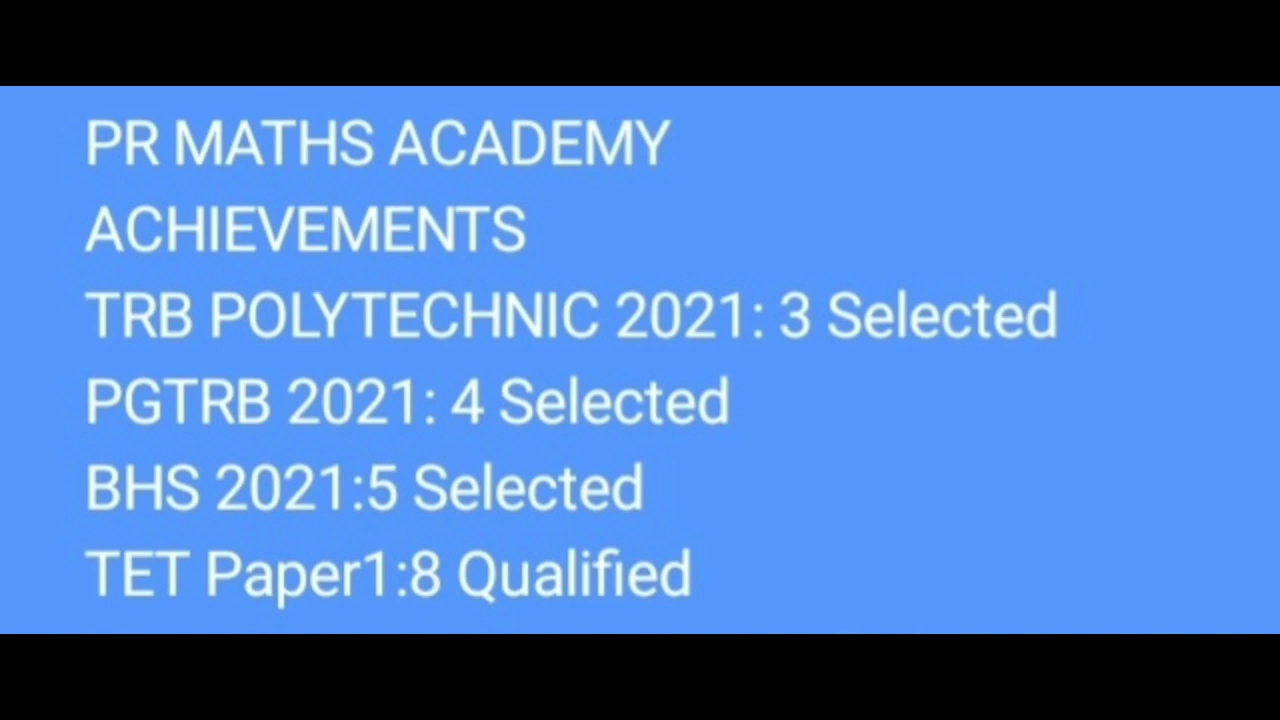 PR MATHS ACADEMY
ACHIEVEMENTS
TRB POLYTECHNIC 2021: 3 Selected
PGTRB 2021: 4 Selected
BHS 2021:5 Selected
TET Paper1:8 Qualified